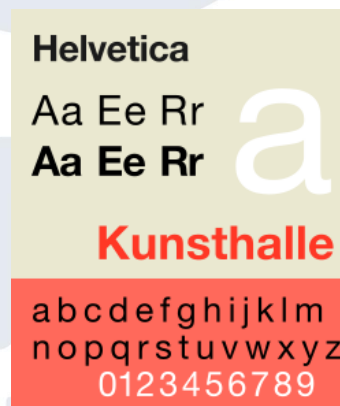 Helvetica
Aa Ee Rr
Aa Ee Rr
a
Kunsthalle
abcdefghijklm
nopqrstuvwxyz
0123456789